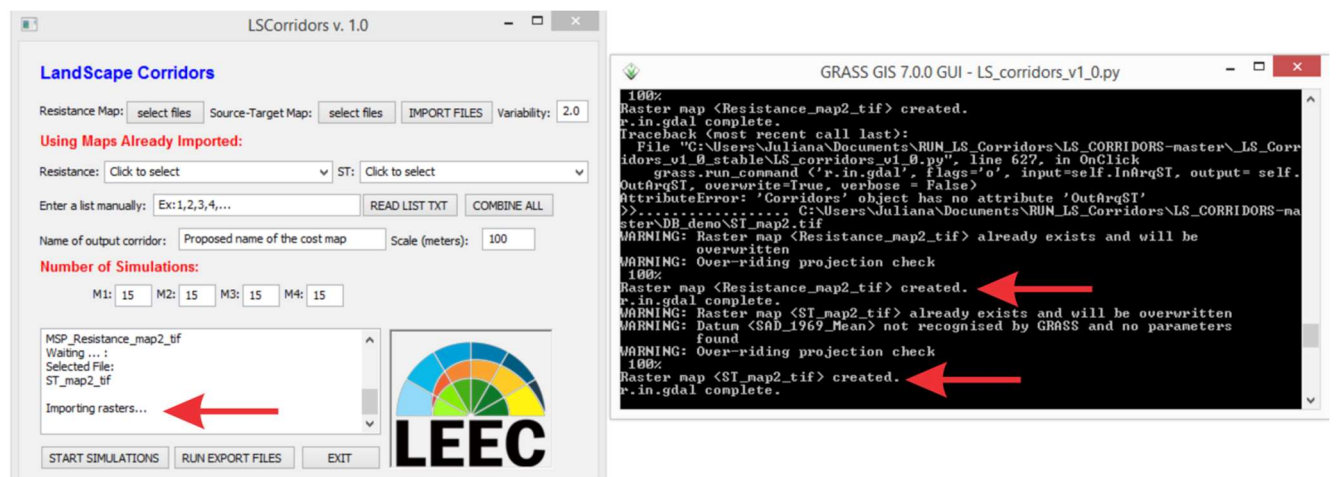 LSCorridors v. 1.0
LandScape Corridors
Resistance Map: select files Source-Target Map: select files IMPORT FILES Variability: 2.0
Using Maps Already Imported:
Resistance: Click to select ST: Click to select
Enter a list manually: Ex:1,2,3,4,... READ LIST TXT COMBINE ALL
Name of output corridor: Proposed name of the cost map Scale (meters): 100
Number of Simulations:
M1: 15 M2: 15 M3: 15 M4: 15
MSP_Resistance_map2_tif
Waiting ... :
Selected File:
ST_map2_tif
Importing rasters...
LEEC
START SIMULATIONS RUN EXPORT FILES EXIT
GRASS GIS 7.0.0 GUI - LS_corridors_v1_0.py
100%
Raster map <Resistance_map2_tif> created.
r.in.gdal complete.
Traceback (most recent call last):
File "C:\Users\Juliana\Documents\RUN_LS_Corridors\LS_CORRIDORS-master\_LS_Corr
idors_v1_0_stable\LS_corridors_v1_0.py", line 627, in OnClick
grass.run_command ('r.in.gdal', flags='o', input=self.InArqST, output= self.
OutArqST, overwrite=True, verbose = False)
AttributeError: 'Corridors' object has no attribute 'OutArqST'
>>.................. C:\Users\Juliana\Documents\RUN_LS_Corridors\LS_CORRIDORS-ma
ster\DB_demo\ST_map2.tif
WARNING: Raster map <Resistance_map2_tif> already exists and will be
overwritten
WARNING: Over-riding projection check
100%
Raster map <Resistance_map2_tif> created.
r.in.gdal complete.
WARNING: Raster map <ST_map2_tif> already exists and will be overwritten
WARNING: Datum <SAD_1969_Mean> not recognised by GRASS and no parameters
found
WARNING: Over-riding projection check
100%
Raster map <ST_map2_tif> created.
r.in.gdal complete.